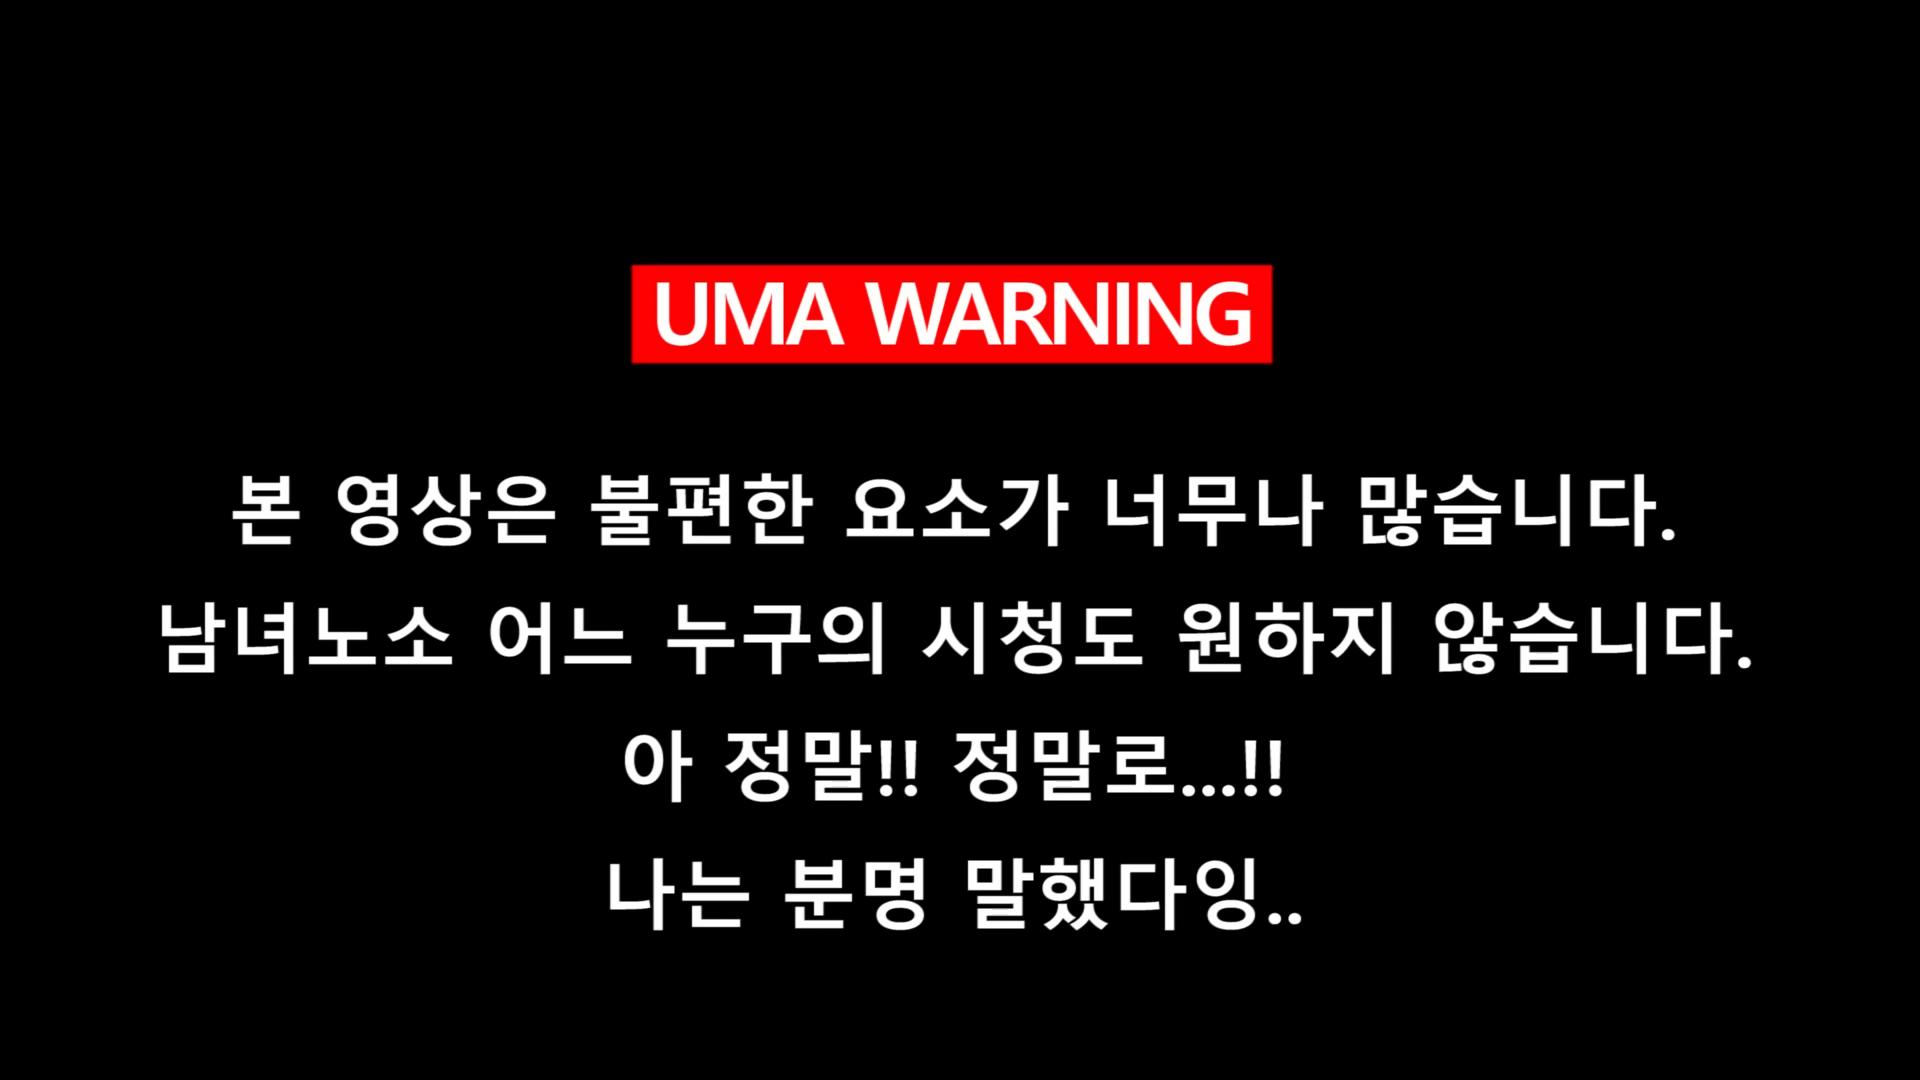 UMA WARNING
본 영상은 불편한 요소가 너무나 많습니다.
남녀노소 어느 누구의 시청도 원하지 않습니다.
아 정말!! 정말로...!!
나는 분명 말했다잉..